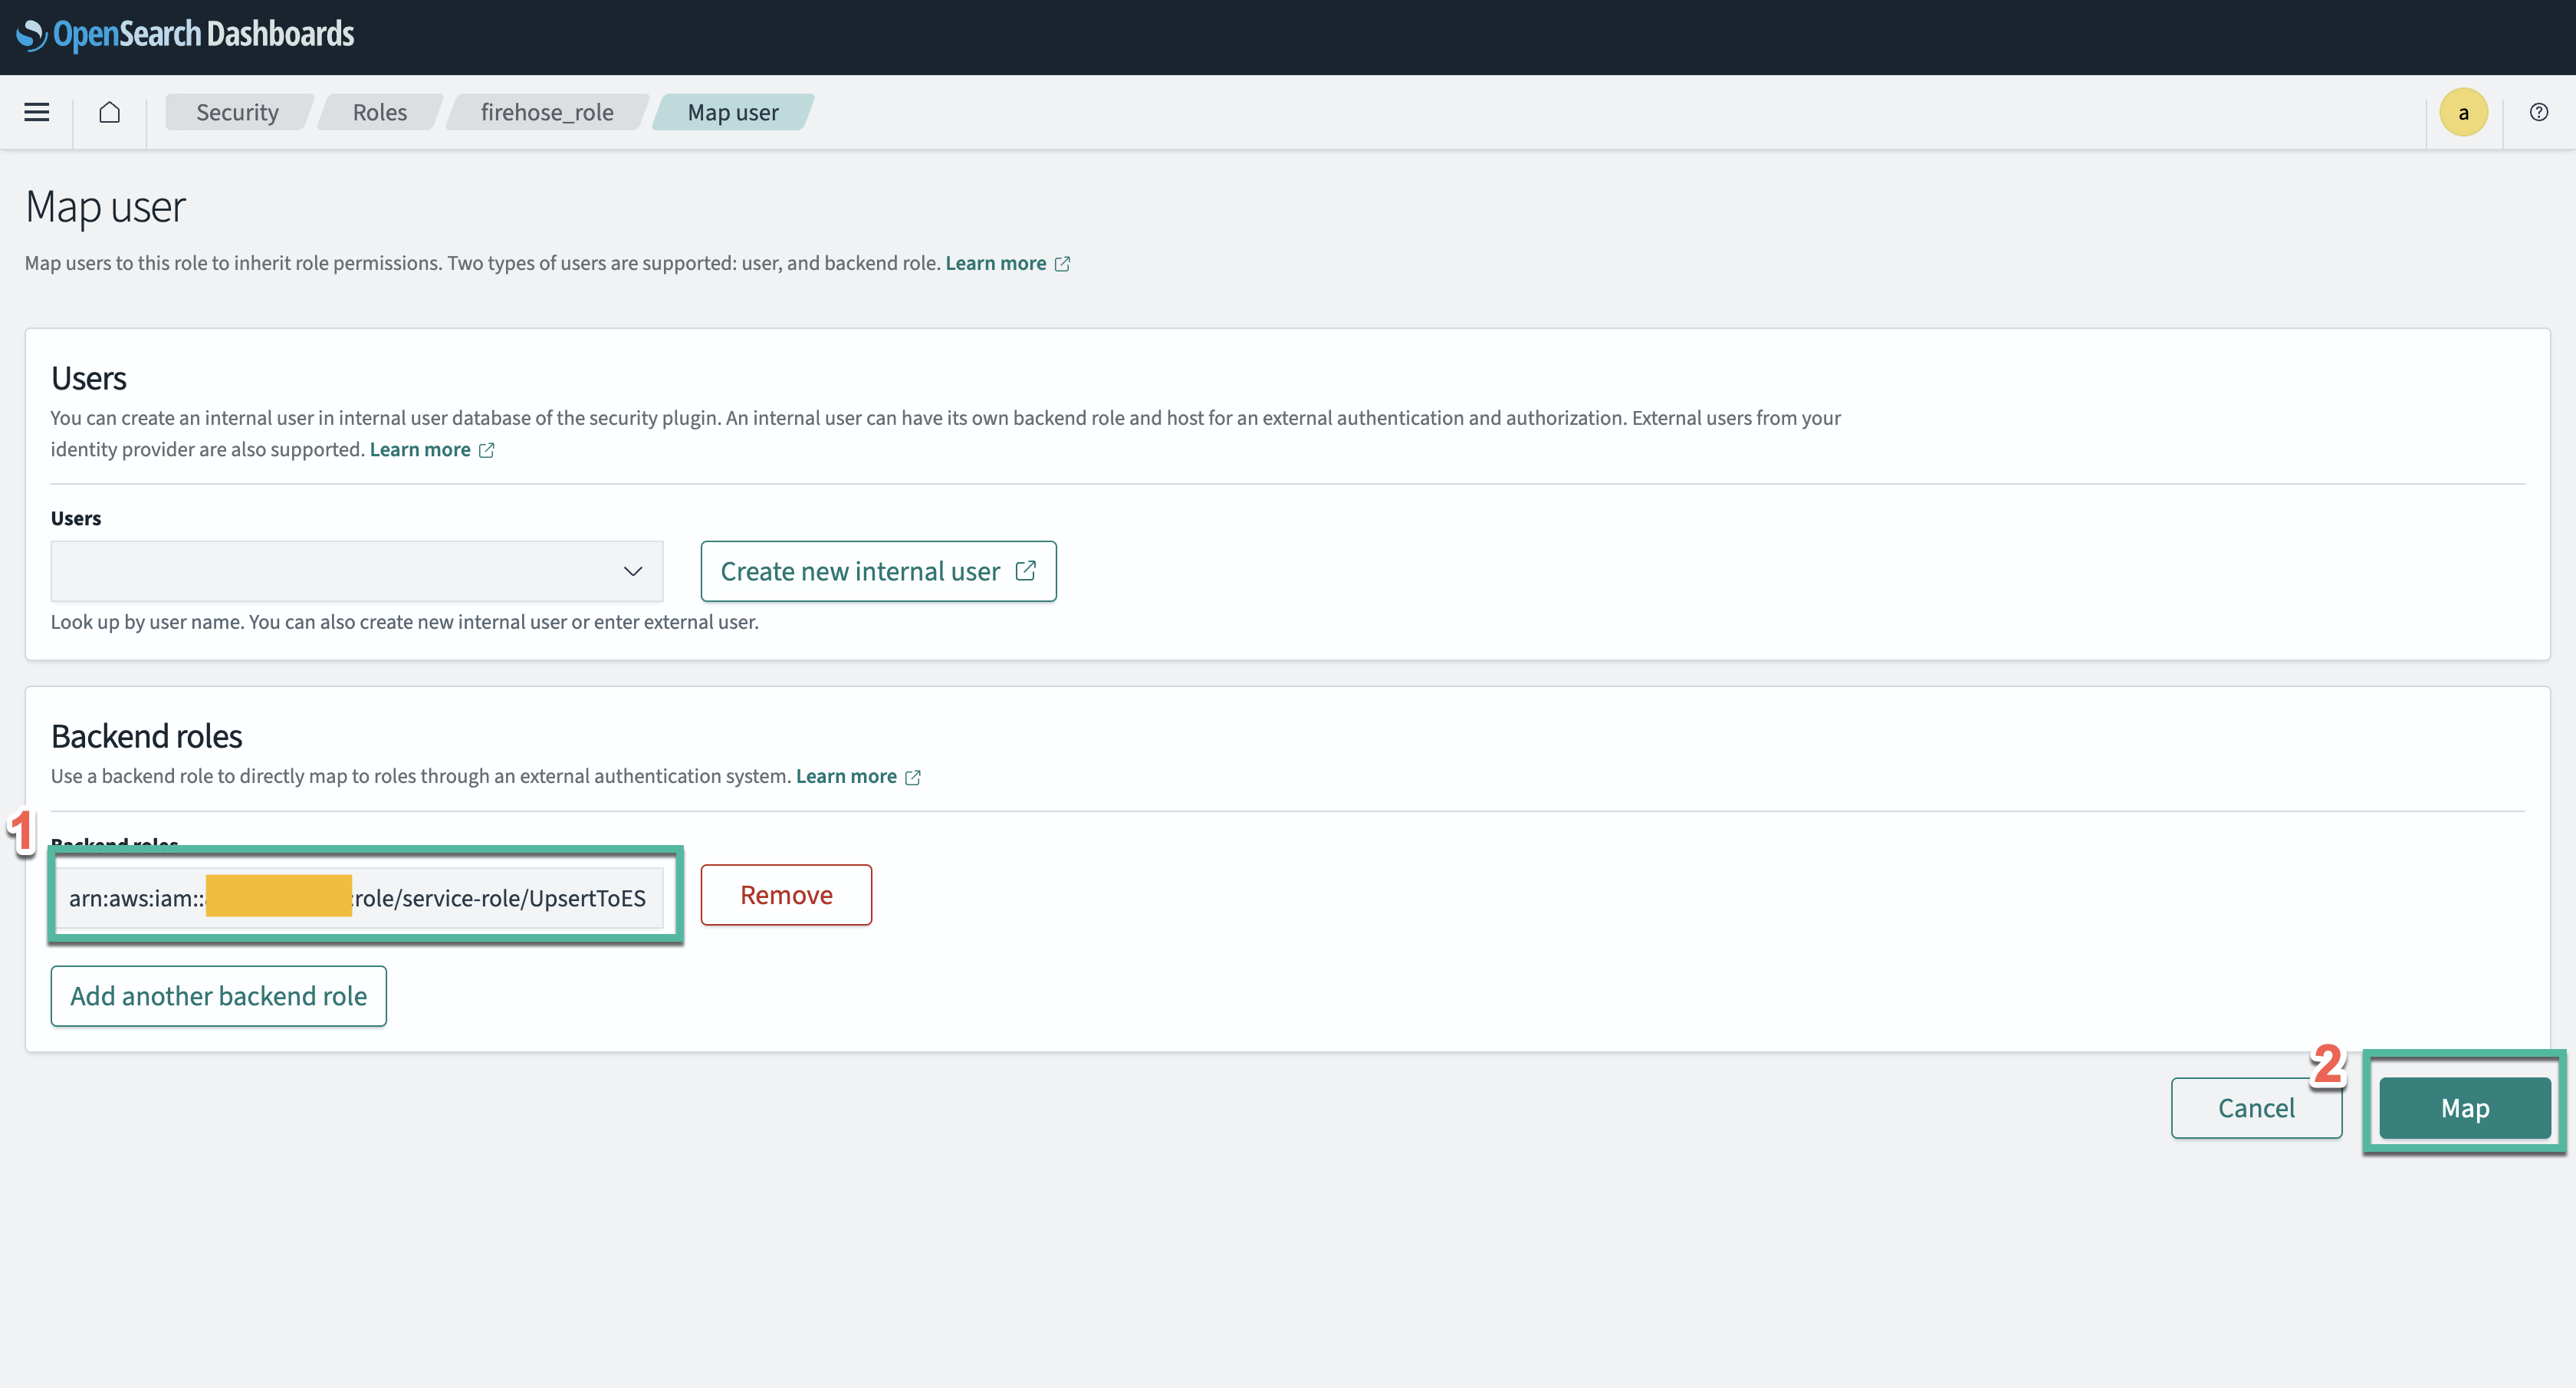 OpenSearch Dashboards
Security
Roles
firehose_role
Map user
a
Map user
Map users to this role to inherit role permissions. Two types of users are supported: user, and backend role. Learn more
Users
You can create an internal user in internal user database of the security plugin. An internal user can have its own backend role and host for an external authentication and authorization. External users from your
identity provider are also supported. Learn more
Users
Create new internal user
Look up by user name. You can also create new internal user or enter external user.
Backend roles
Use a backend role to directly map to roles through an external authentication system. Learn more
1
Backend roles
arn:aws:iam:: :role/service-role/UpsertToES
Remove
Add another backend role
2
Cancel
Map